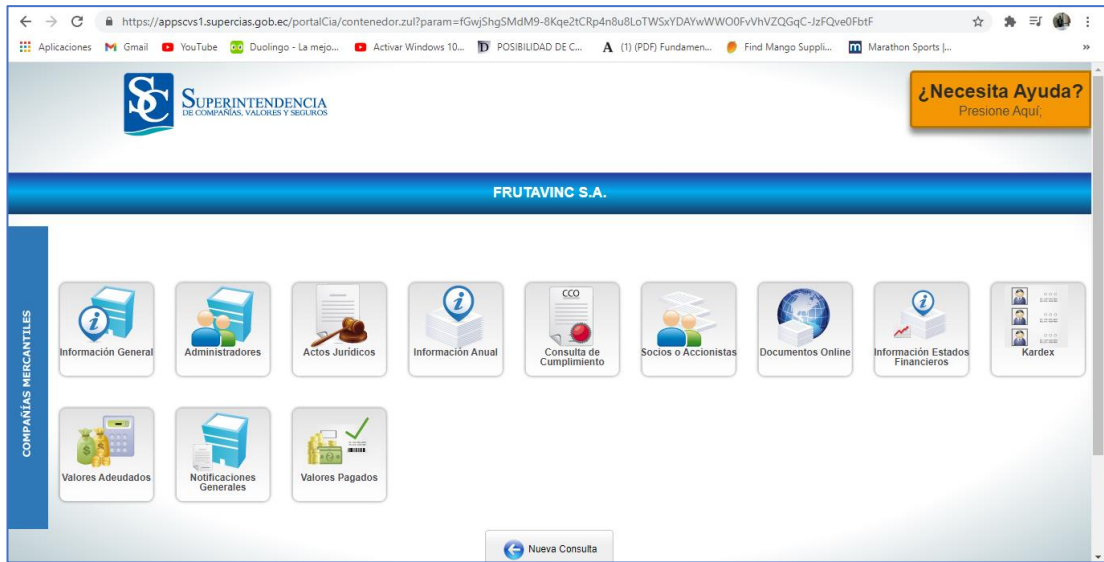 https://appscvs1.supercias.gob.ec/portalCia/contenedor.zul?param=fGwjShgSMdM9-8Kqe2tCRp4n8u8LoTWSxYDAYwWWO0FvVhVZQGqC-JzFQve0FbtF
Aplicaciones Gmail YouTube Duolingo - La mejo... Activar Windows 10... POSIBILIDAD DE C... (1) (PDF) Fundamen... Find Mango Suppli... Marathon Sports |... »
SC SUPERINTENDENCIA
DE COMPAÑÍAS, VALORES Y SEGUROS
¿Necesita Ayuda?
Presione Aquí;
FRUTAVINC S.A.
COMPAÑÍAS MERCANTILES
CCO
Información General Administradores Actos Jurídicos Información Anual Consulta de Socios o Accionistas Documentos Online Información Estados Kardex
Cumplimiento Financieros
Valores Adeudados Notificaciones Valores Pagados
Generales
Nueva Consulta